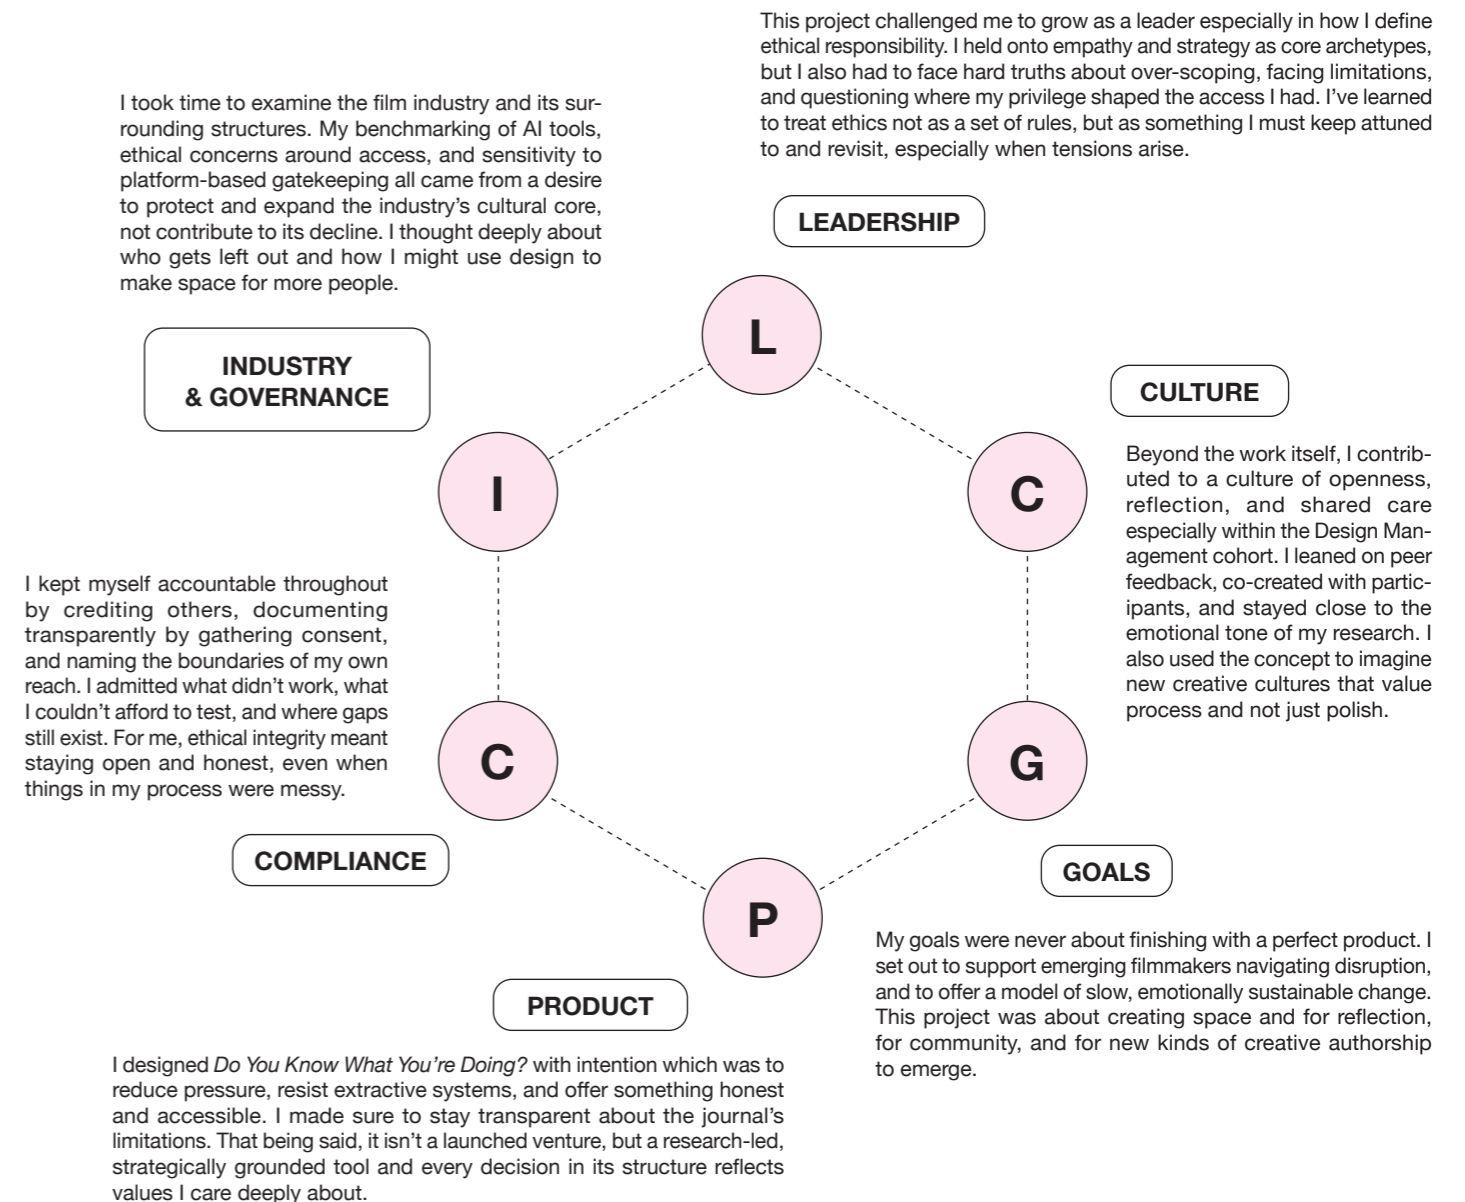 This project challenged me to grow as a leader especially in how I define
ethical responsibility. I held onto empathy and strategy as core archetypes,
but I also had to face hard truths about over-scoping, facing limitations,
and questioning where my privilege shaped the access I had. I've learned
to treat ethics not as a set of rules, but as something I must keep attuned
to and revisit, especially when tensions arise.
LEADERSHIP
L
I took time to examine the film industry and its sur-
rounding structures. My benchmarking of AI tools,
ethical concerns around access, and sensitivity to
platform-based gatekeeping all came from a desire
to protect and expand the industry's cultural core,
not contribute to its decline. I thought deeply about
who gets left out and how I might use design to
make space for more people.
INDUSTRY
& GOVERNANCE
I
CULTURE
C
Beyond the work itself, I contrib-
uted to a culture of openness,
reflection, and shared care
especially within the Design Man-
agement cohort. I leaned on peer
feedback, co-created with partic-
ipants, and stayed close to the
emotional tone of my research. I
also used the concept to imagine
new creative cultures that value
process and not just polish.
I kept myself accountable throughout
by crediting others, documenting
transparently by gathering consent,
and naming the boundaries of my own
reach. I admitted what didn't work, what
I couldn't afford to test, and where gaps
still exist. For me, ethical integrity meant
staying open and honest, even when
things in my process were messy.
C
COMPLIANCE
G
GOALS
My goals were never about finishing with a perfect product. I
set out to support emerging filmmakers navigating disruption,
and to offer a model of slow, emotionally sustainable change.
This project was about creating space and for reflection,
for community, and for new kinds of creative authorship
to emerge.
P
PRODUCT
I designed Do You Know What You're Doing? with intention which was to
reduce pressure, resist extractive systems, and offer something honest
and accessible. I made sure to stay transparent about the journal's
limitations. That being said, it isn't a launched venture, but a research-led,
strategically grounded tool and every decision in its structure reflects
values I care deeply about.